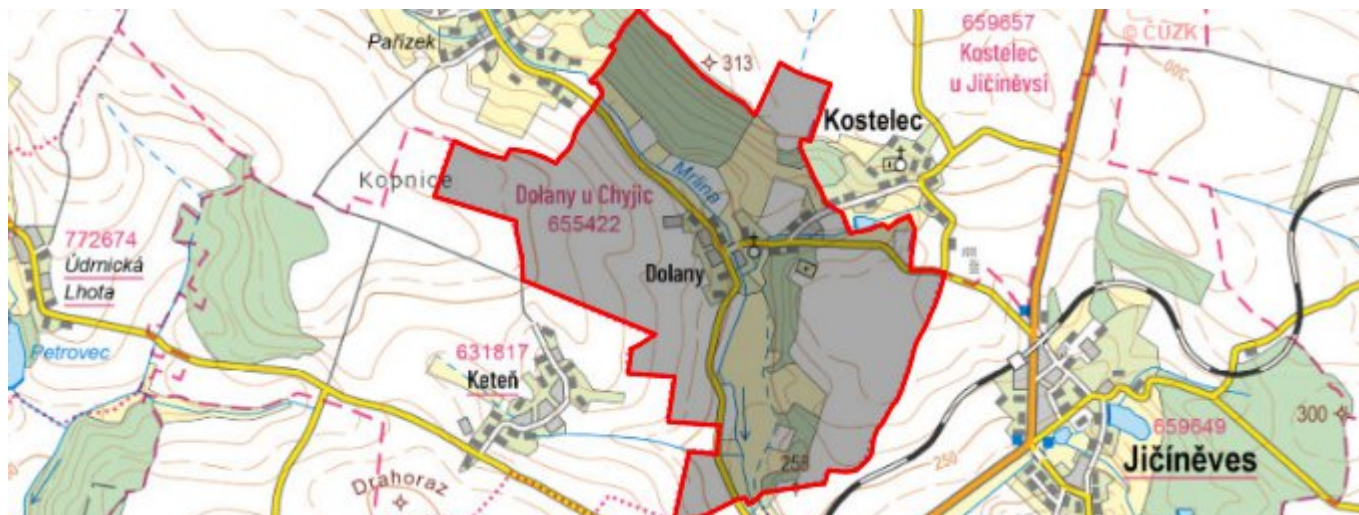 659657
Kostelec
u Jičíněvsí
© ČÚZK
300
Pařízek
313
Kostelec
Mrlina
Kopnice
Dolany u Chyjic
655422
772674
Údrnická
Lhota
Dolany
Petrovec
631817
Keteň
300
659649
Jičíněves
258
250
Drahoraz